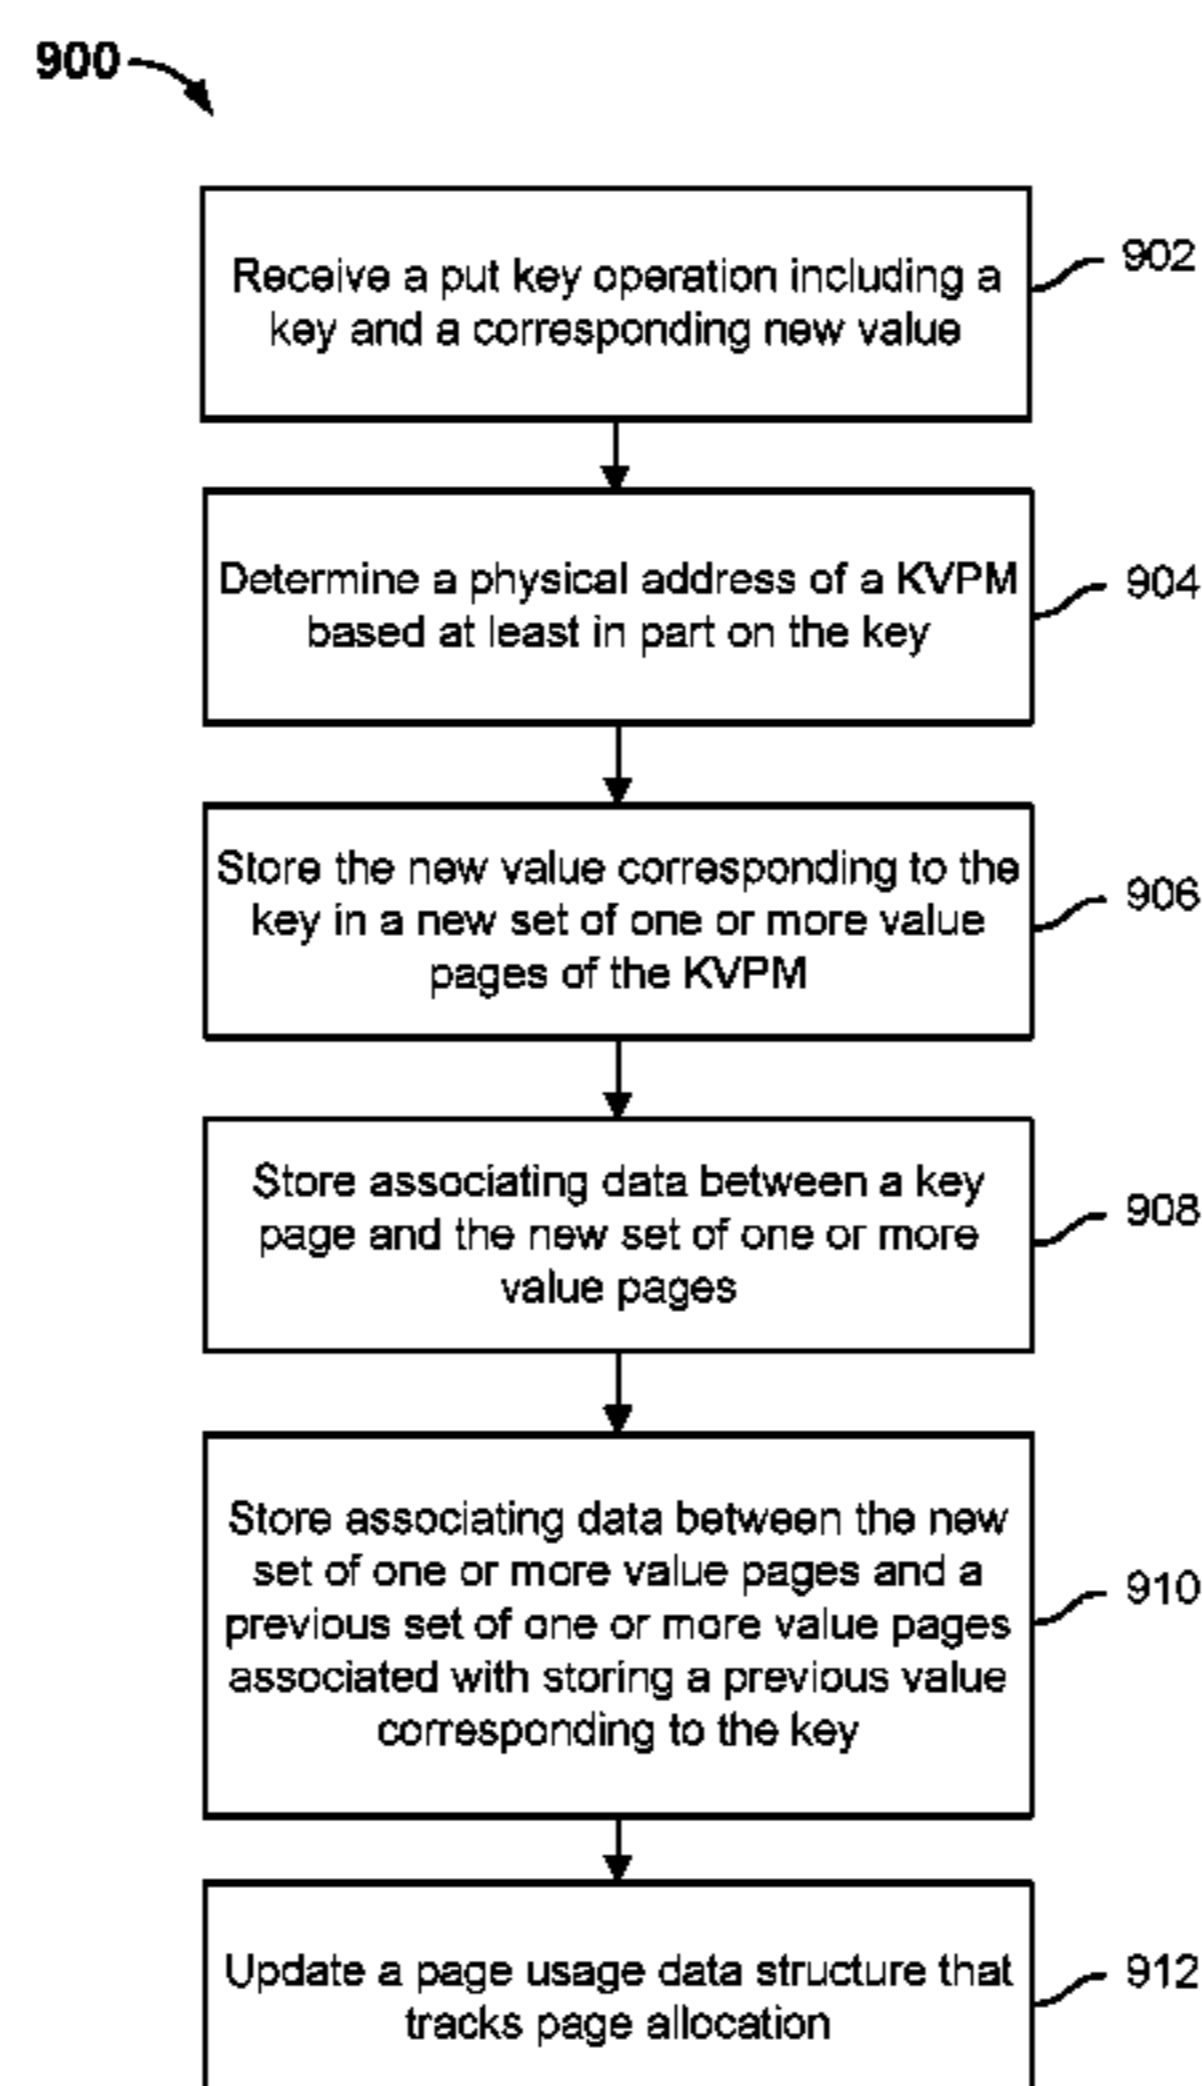 900
Receive a put key operation including a
key and a corresponding new value
902
Determine a physical address of a KVPM
based at least in part on the key
904
Store the new value corresponding to the
key in a new set of one or more value
pages of the KVPM
906
Store associating data between a key
page and the new set of one or more
value pages
908
Store associating data between the new
set of one or more value pages and a
previous set of one or more value pages
associated with storing a previous value
corresponding to the key
910
Update a page usage data structure that
tracks page allocation
912